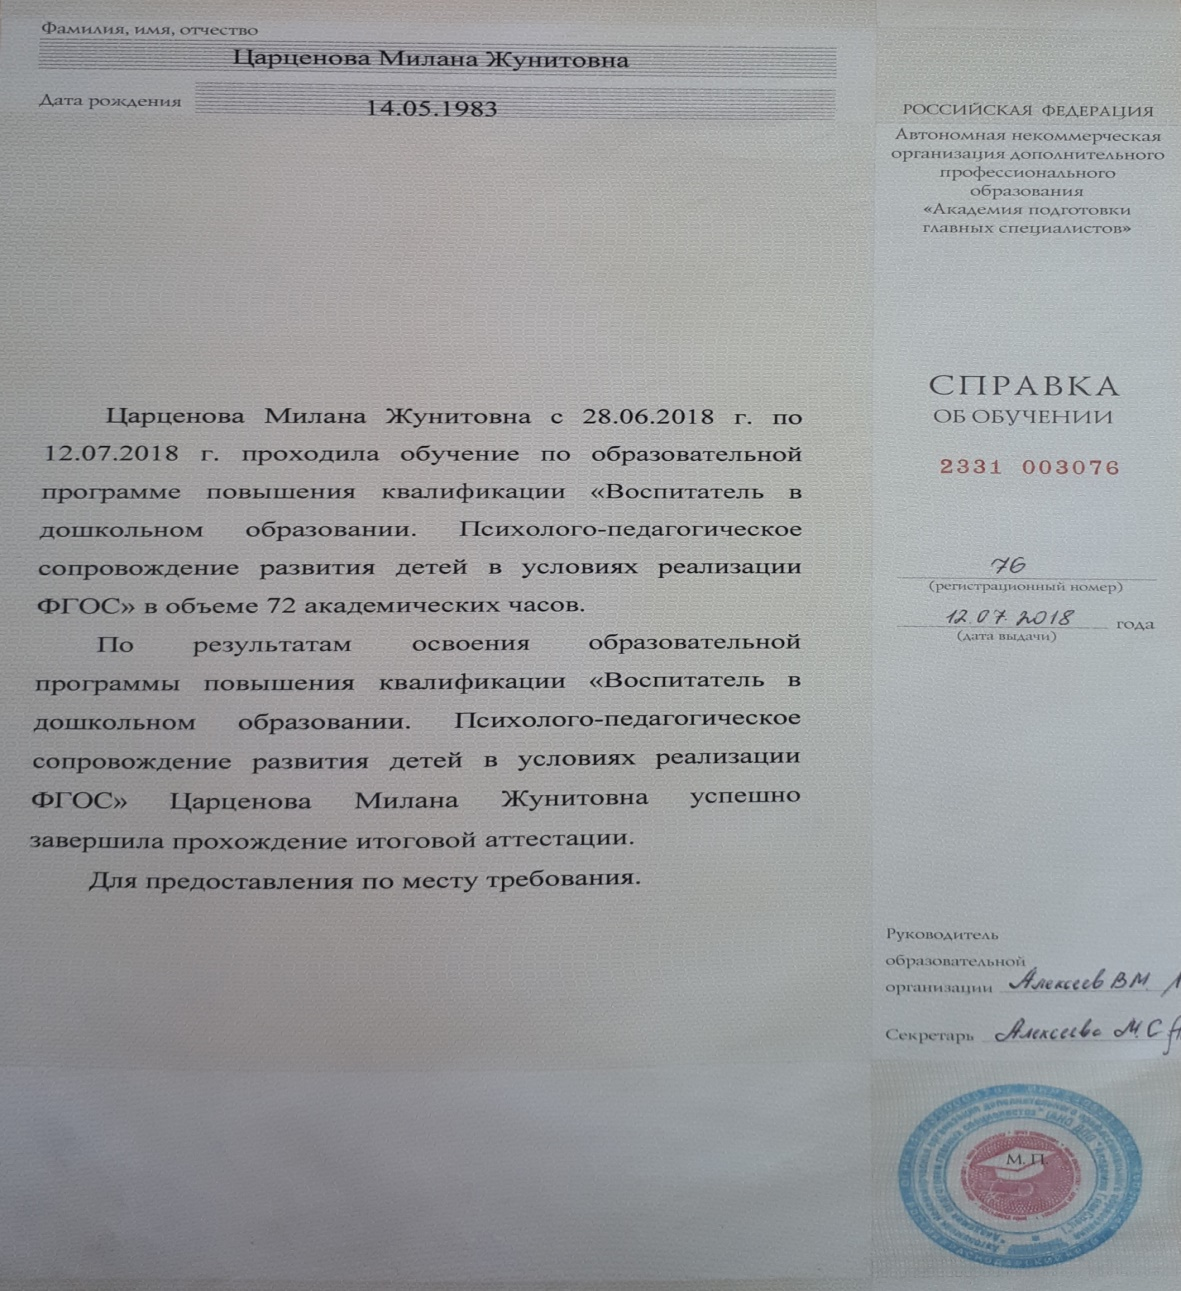 Фамилия, имя, отчество
Царценова Милана Жунитовна
Дата рождения
14.05.1983
Царценова Милана Жунитовна с 28.06.2018 г. по
12.07.2018 г. проходила обучение по образовательной
программе повышения квалификации «Воспитатель в
дошкольном образовании. Психолого-педагогическое
сопровождение развития детей в условиях реализации
ФГОС» в объеме 72 академических часов.
По результатам освоения образовательной
программы повышения квалификации «Воспитатель в
дошкольном образовании. Психолого-педагогическое
сопровождение развития детей в условиях реализации
ФГОС» Царценова Милана Жунитовна успешно
завершила прохождение итоговой аттестации.
Для предоставления по месту требования.
РОССИЙСКАЯ ФЕДЕРАЦИЯ
Автономная некоммерческая
организация дополнительного
профессионального
образования
«Академия подготовки
главных специалистов»
СПРАВКА
ОБ ОБУЧЕНИИ
2331 003076
76
(регистрационный номер)
12.07.2018 года
(дата выдачи)
Руководитель
образовательной
организации Алексеев В.М.
Секретарь Алексеева М.С
М. П.